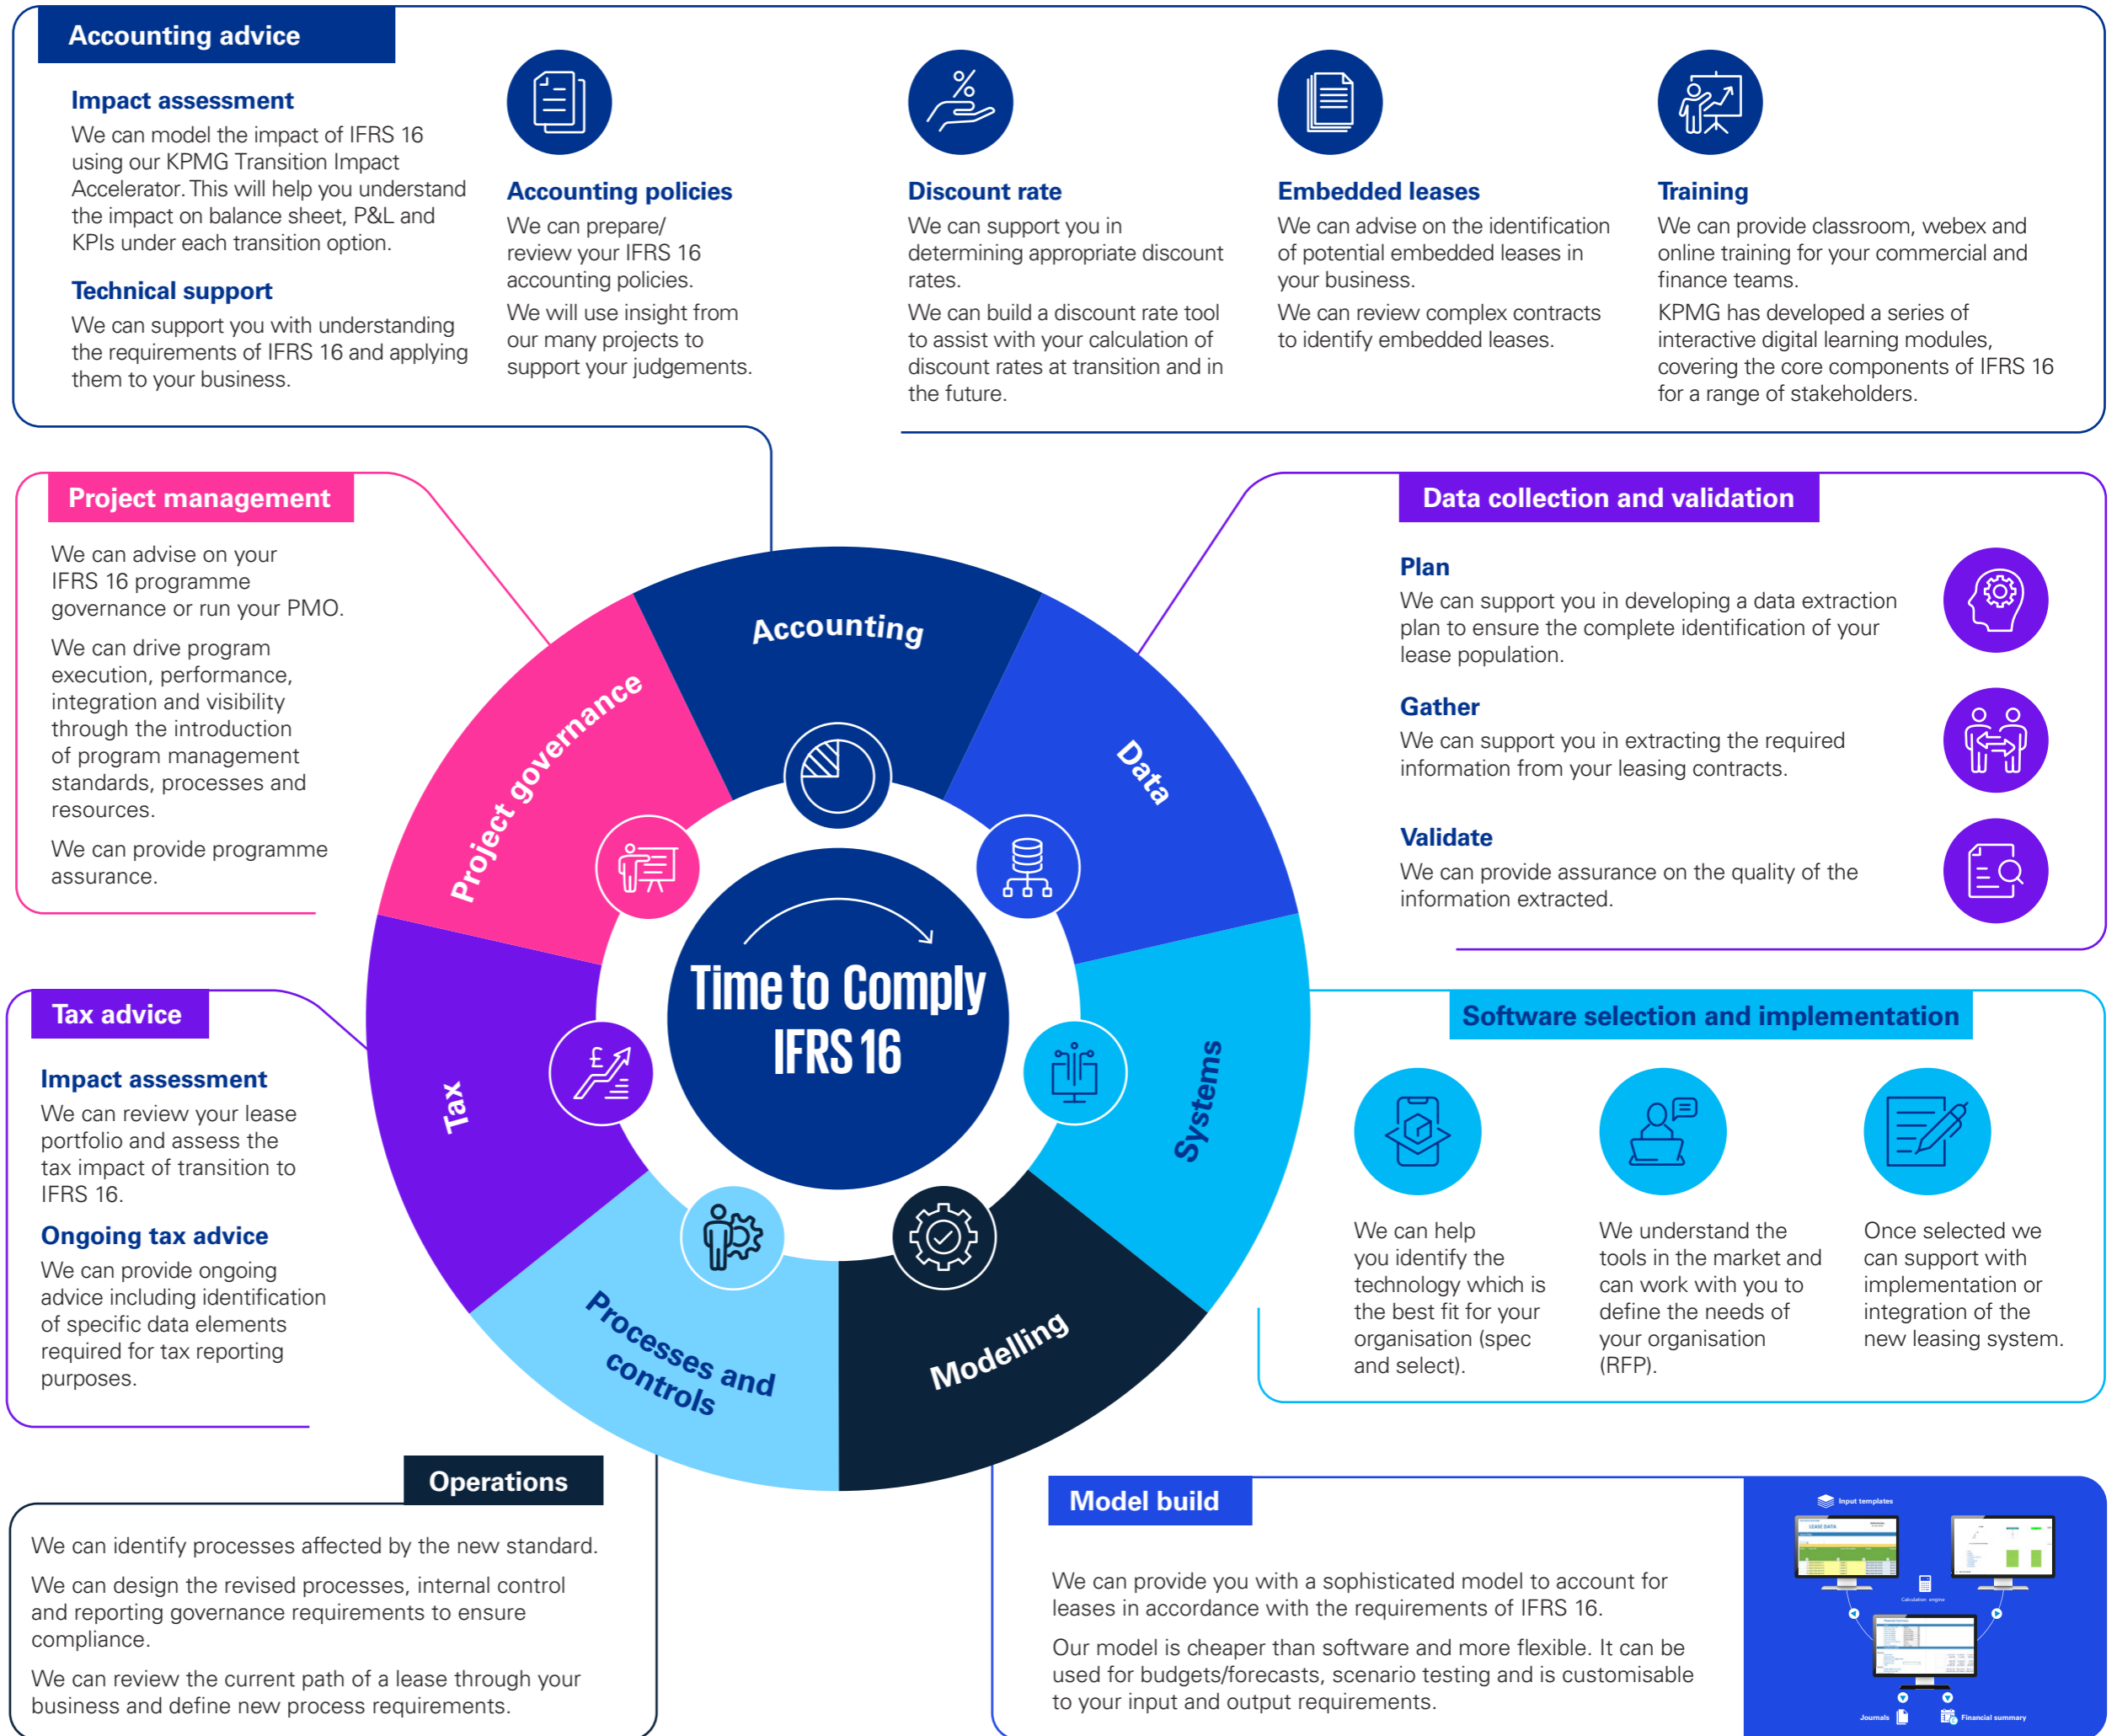 Accounting advice
Impact assessment
We can model the impact of IFRS 16
using our KPMG Transition Impact
Accelerator. This will help you understand
the impact on balance sheet, P&L and
KPIs under each transition option.
Technical support
We can support you with understanding
the requirements of IFRS 16 and applying
them to your business.
Accounting policies
We can prepare/
review your IFRS 16
accounting policies.
We will use insight from
our many projects to
support your judgements.
Discount rate
We can support you in
determining appropriate discount
rates.
We can build a discount rate tool
to assist with your calculation of
discount rates at transition and in
the future.
Embedded leases
We can advise on the identification
of potential embedded leases in
your business.
We can review complex contracts
to identify embedded leases.
Training
We can provide classroom, webex and
online training for your commercial and
finance teams.
KPMG has developed a series of
interactive digital learning modules,
covering the core components of IFRS 16
for a range of stakeholders.
Project management
We can advise on your
IFRS 16 programme
governance or run your PMO.
We can drive program
execution, performance,
integration and visibility
through the introduction
of program management
standards, processes and
resources.
We can provide programme
assurance.
Data collection and validation
Plan
We can support you in developing a data extraction
plan to ensure the complete identification of your
lease population.
Gather
We can support you in extracting the required
information from your leasing contracts.
Validate
We can provide assurance on the quality of the
information extracted.
Accounting
Data
Systems
Modelling
Processes and
controls
Tax
Project governance
Time to Comply
IFRS 16
Tax advice
Impact assessment
We can review your lease
portfolio and assess the
tax impact of transition to
IFRS 16.
Ongoing tax advice
We can provide ongoing
advice including identification
of specific data elements
required for tax reporting
purposes.
Software selection and implementation
We can help
you identify the
technology which is
the best fit for your
organisation (spec
and select).
We understand the
tools in the market and
can work with you to
define the needs of
your organisation
(RFP).
Once selected we
can support with
implementation or
integration of the
new leasing system.
Operations
We can identify processes affected by the new standard.
We can design the revised processes, internal control
and reporting governance requirements to ensure
compliance.
We can review the current path of a lease through your
business and define new process requirements.
Model build
We can provide you with a sophisticated model to account for
leases in accordance with the requirements of IFRS 16.
Our model is cheaper than software and more flexible. It can be
used for budgets/forecasts, scenario testing and is customisable
to your input and output requirements.
Input templates
LEASE DATA
Calculation engine
Journals
Financial summary